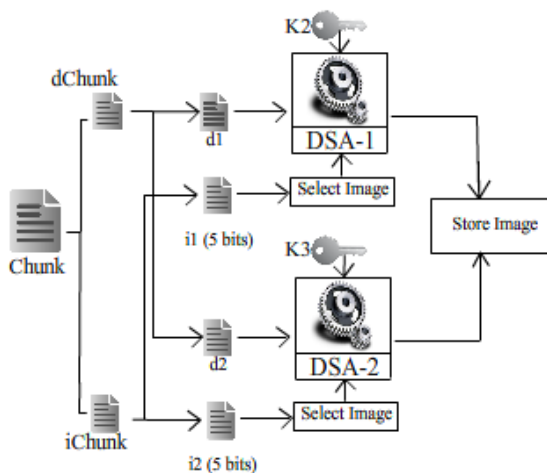 K2
dChunk
d1
DSA-1
Select Image
i1 (5 bits)
Store Image
Chunk
K3
d2
DSA-2
Select Image
iChunk
i2 (5 bits)